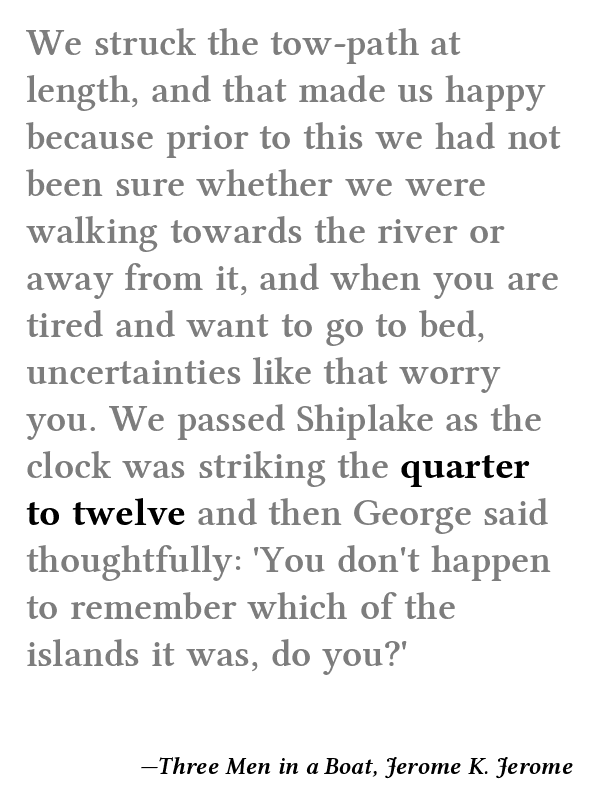 We struck the tow-path at
length, and that made us happy
because prior to this we had not
been sure whether we were
walking towards the river or
away from it, and when you are
tired and want to go to bed,
uncertainties like that worry
you. We passed Shiplake as the
clock was striking the quarter
to twelve and then George said
thoughtfully: 'You don't happen
to remember which of the
islands it was, do you?'
—Three Men in a Boat, Jerome K. Jerome